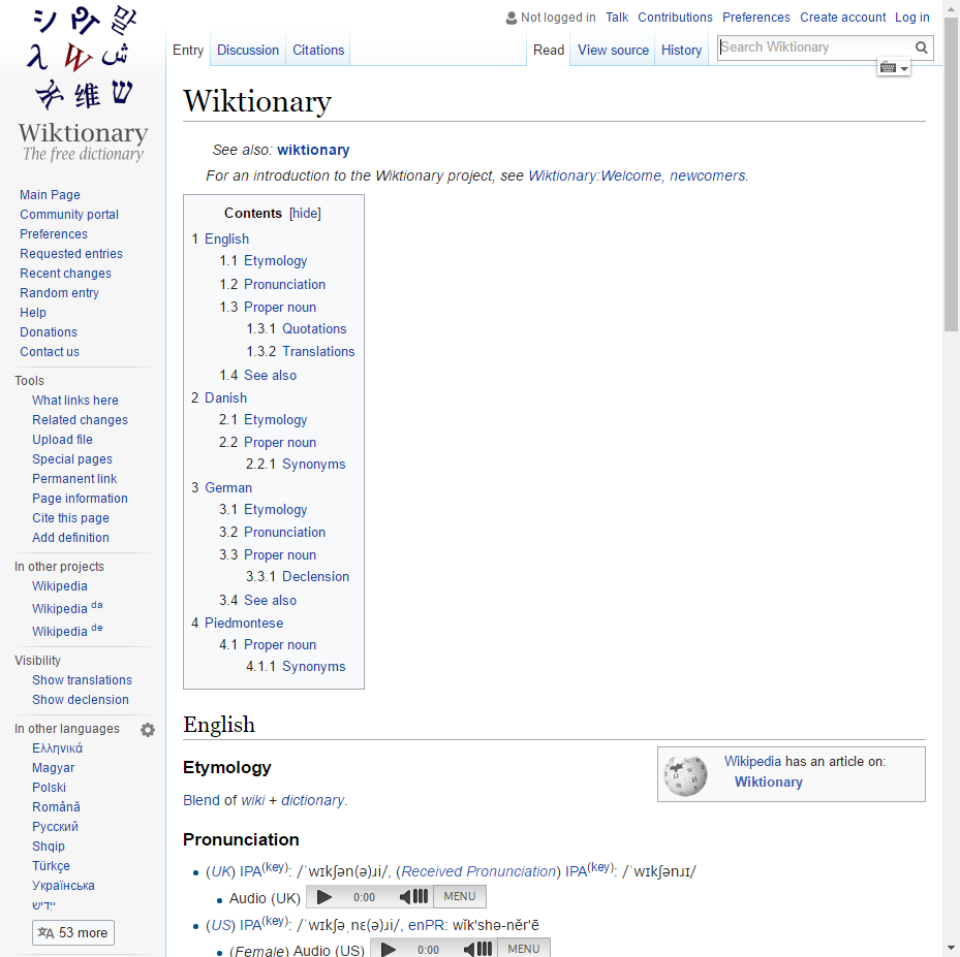 シ Ԥ 말
λ W ش
维 ש
Wiktionary
The free dictionary
Not logged in Talk Contributions Preferences Create account Log in
Entry Discussion Citations Read View source History Search Wiktionary
Wiktionary
See also: wiktionary
For an introduction to the Wiktionary project, see Wiktionary:Welcome, newcomers.
Main Page
Community portal
Preferences
Requested entries
Recent changes
Random entry
Help
Donations
Contact us
Tools
What links here
Related changes
Upload file
Special pages
Permanent link
Page information
Cite this page
Add definition
In other projects
Wikipedia
Wikipedia da
Wikipedia de
Visibility
Show translations
Show declension
In other languages
Ελληνικά
Magyar
Polski
Română
Русский
Shqip
Türkçe
Українська
ייִדיש
53 more
Contents [hide]
1 English
1.1 Etymology
1.2 Pronunciation
1.3 Proper noun
1.3.1 Quotations
1.3.2 Translations
1.4 See also
2 Danish
2.1 Etymology
2.2 Proper noun
2.2.1 Synonyms
3 German
3.1 Etymology
3.2 Pronunciation
3.3 Proper noun
3.3.1 Declension
3.4 See also
4 Piedmontese
4.1 Proper noun
4.1.1 Synonyms
English
Wikipedia has an article on:
Wiktionary
Etymology
Blend of wiki + dictionary.
Pronunciation
• (UK) IPA(key): /ˈwɪkʃən(ə)ɹi/, (Received Pronunciation) IPA(key): /ˈwɪkʃənɹɪ/
• Audio (UK) 0:00 MENU
• (US) IPA(key): /ˈwɪkʃəˌnɛ(ə)ɹi/, enPR: wĭk'shə-nĕr'ē
• (Female) Audio (US) 0:00 MENU